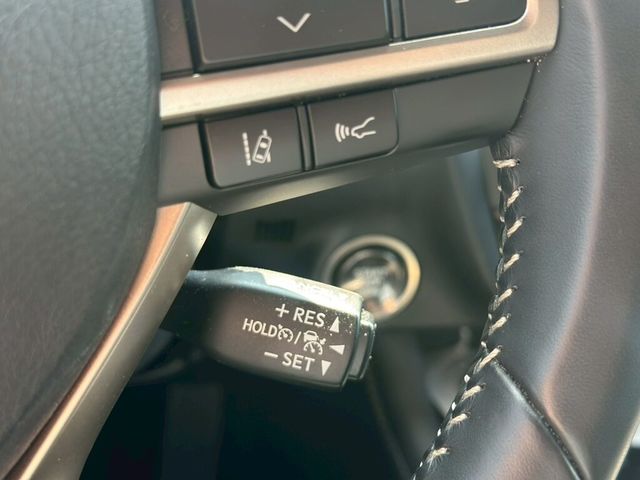 + RES
HOLD /
− SET